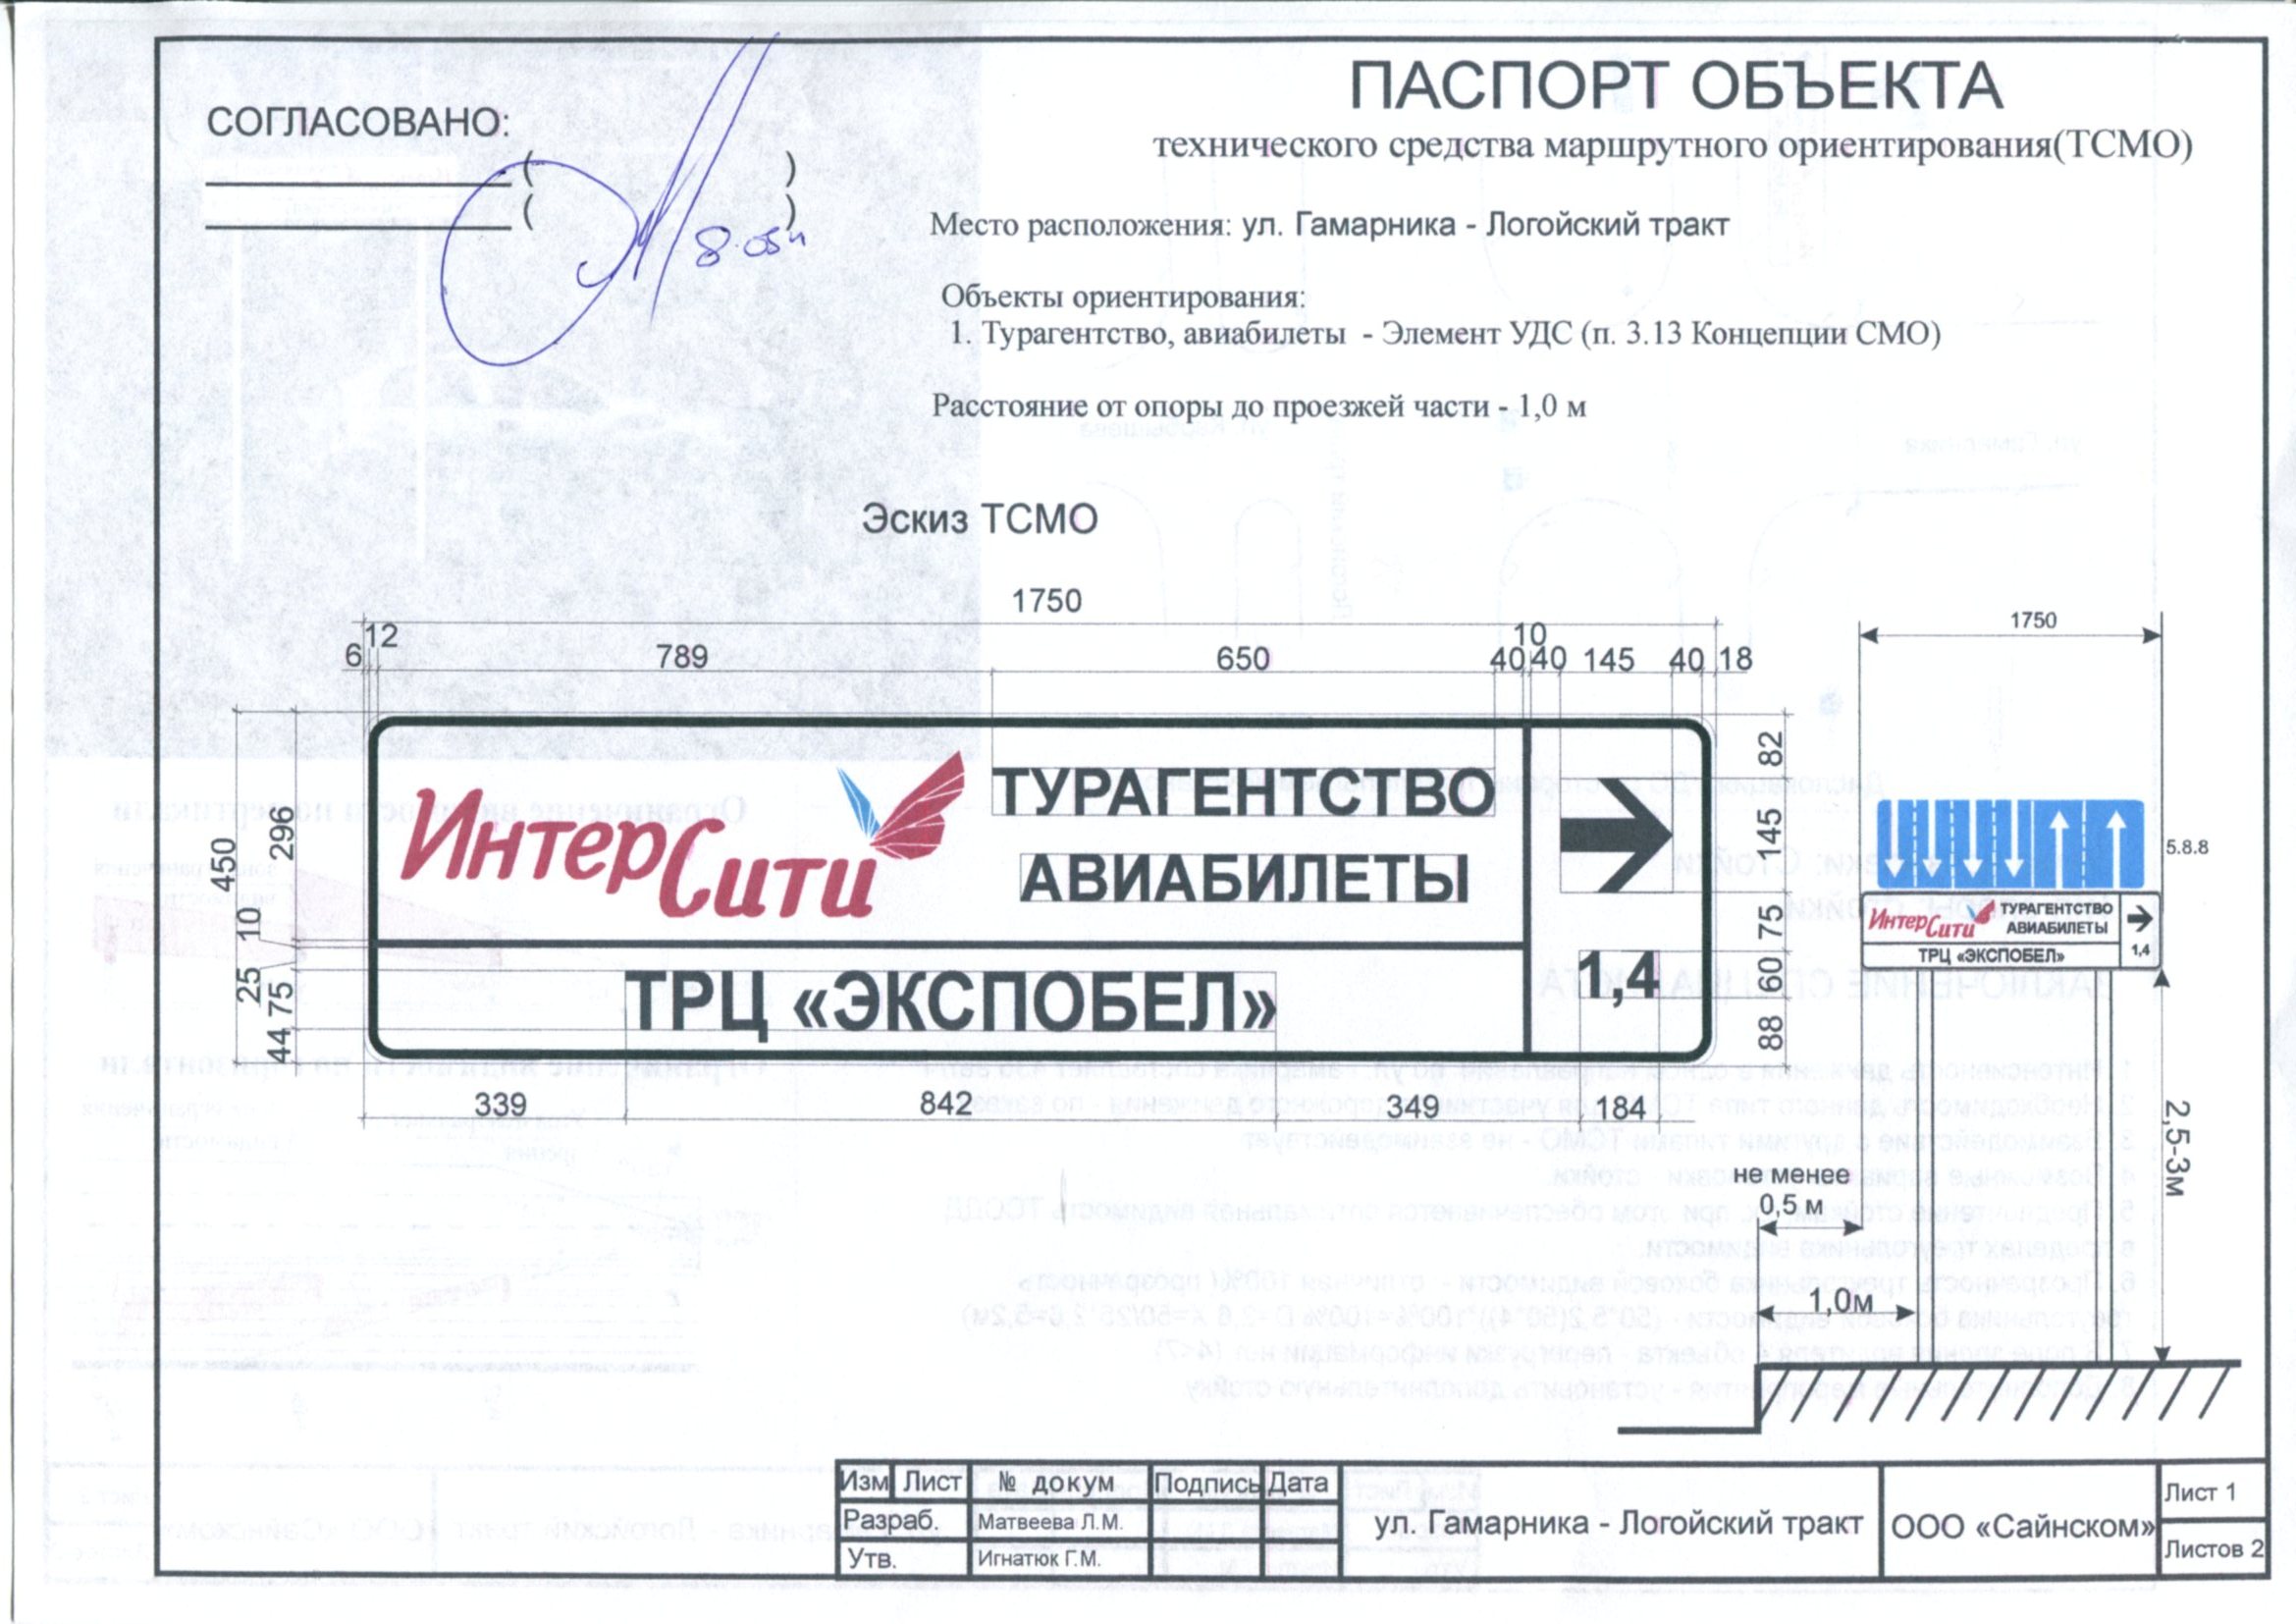 СОГЛАСОВАНО:
( )
( )
ПАСПОРТ ОБЪЕКТА
технического средства маршрутного ориентирования(ТСМО)
Место расположения: ул. Гамарника - Логойский тракт
Объекты ориентирования:
1. Турагентство, авиабилеты - Элемент УДС (п. 3.13 Концепции СМО)
Расстояние от опоры до проезжей части - 1,0 м
Эскиз ТСМО
1750
12 10
6 789 650 40 40 145 40 18
450 296 10 25 75 44
ИнтерСити
ТУРАГЕНТСТВО
АВИАБИЛЕТЫ
ТРЦ «ЭКСПОБЕЛ»
1,4
82 145 75 60 88
339 842 349 184
1750
5.8.8
ИнтерСити
ТУРАГЕНТСТВО
АВИАБИЛЕТЫ
ТРЦ «ЭКСПОБЕЛ»
1,4
2,5-3м
не менее
0,5 м
1,0м
Изм Лист № докум Подпись Дата
Разраб. Матвеева Л.М.
Утв. Игнатюк Г.М.
ул. Гамарника - Логойский тракт
ООО «Сайнском»
Лист 1
Листов 2